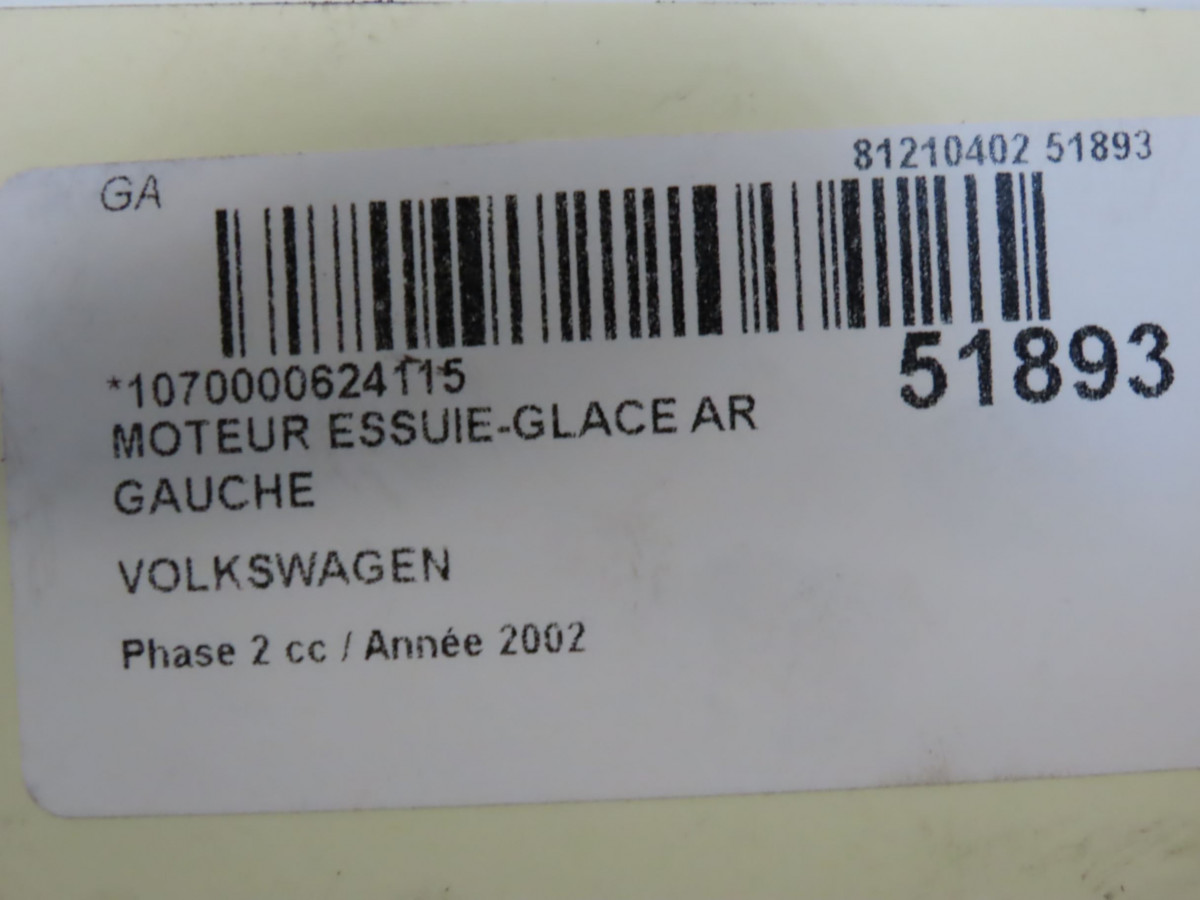 GA
81210402 51893
51893
*1070000624115
MOTEUR ESSUIE-GLACE AR
GAUCHE
VOLKSWAGEN
Phase 2 cc / Année 2002